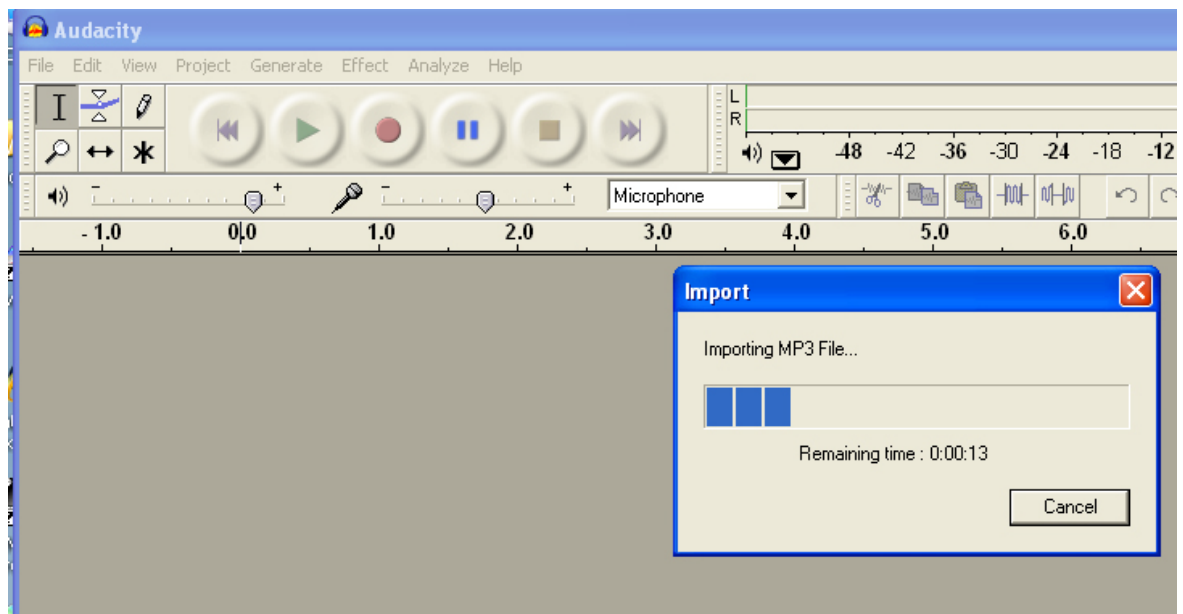 Audacity
File Edit View Project Generate Effect Analyze Help
L
R
-48 -42 -36 -30 -24 -18 -12
Microphone
- 1.0 0.0 1.0 2.0 3.0 4.0 5.0 6.0
Import
Importing MP3 File...
Remaining time : 0:00:13
Cancel